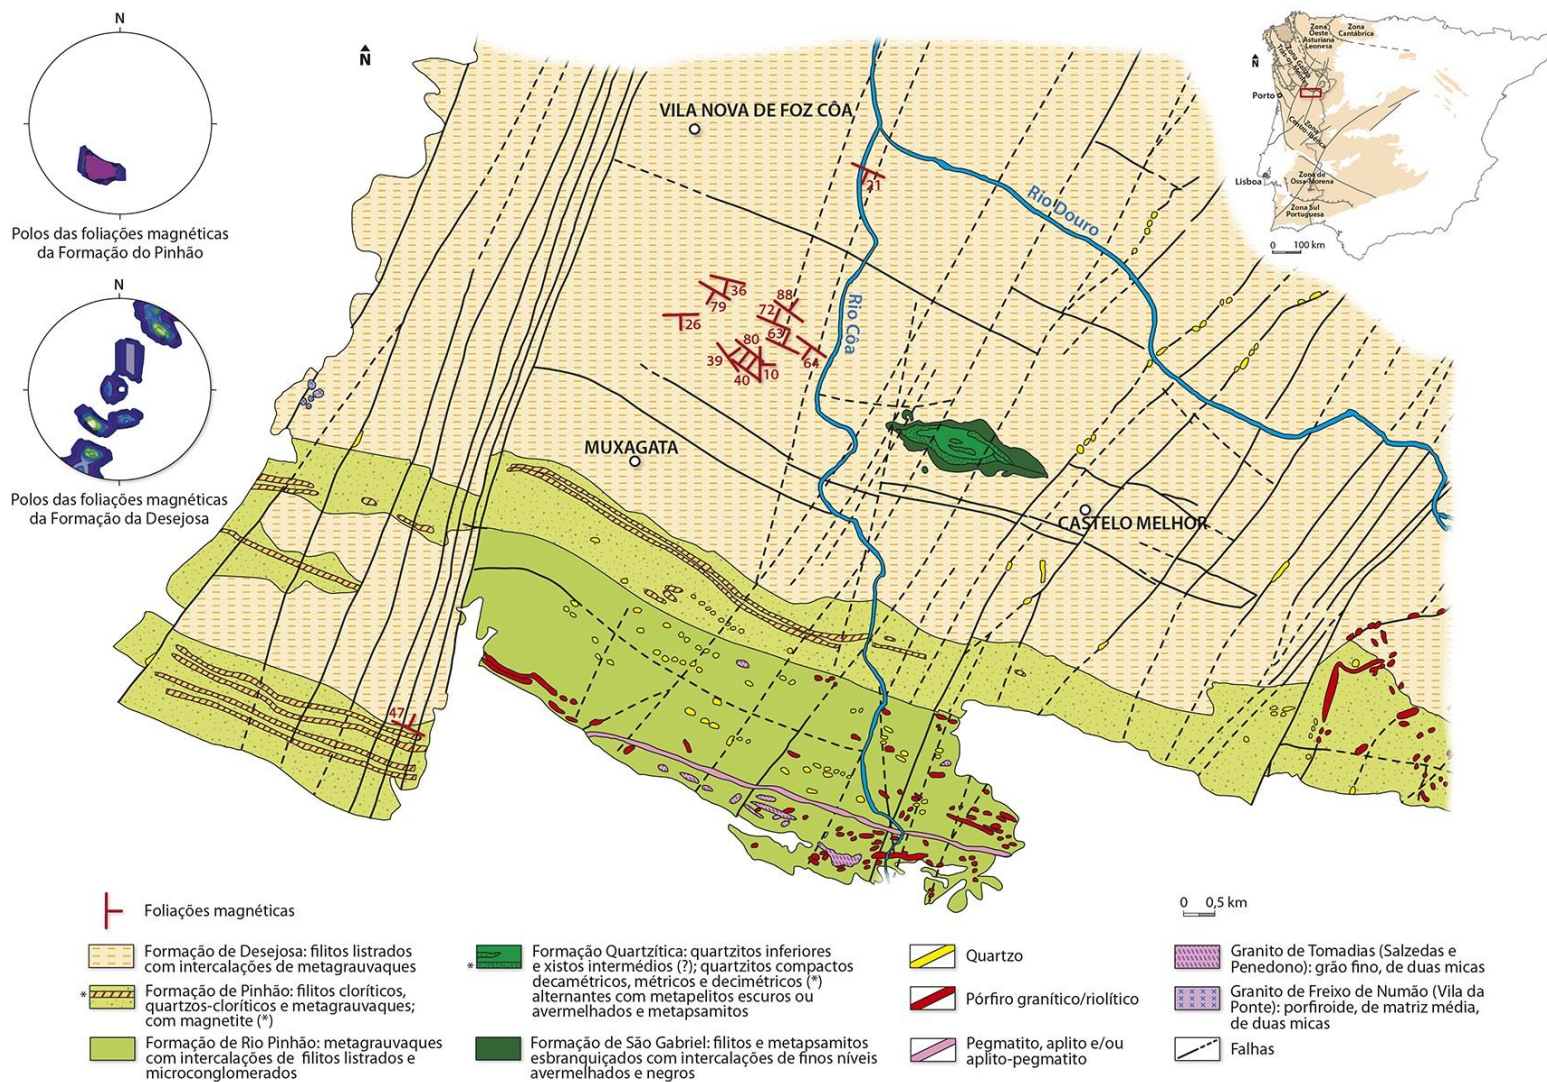 N
Polos das foliações magnéticas
da Formação do Pinhão
N
Polos das foliações magnéticas
da Formação da Desejosa
N
VILA NOVA DE FOZ CÔA
21
Rio Douro
Rio Côa
36
79
26
88
72
63
64
80
39
10
40
MUXAGATA
CASTELO MELHOR
47
N
Zona
Oeste
Asturiana
Leonesa
Zona
Cantábrica
Porto
Zona
Centro-Ibérica
Lisboa
Zona de
Ossa-Morena
Zona Sul
Portuguesa
0 100 km
0 0,5 km
Foliações magnéticas
Formação de Desejosa: filitos listrados
com intercalações de metagrauvaques
* Formação de Pinhão: filitos cloríticos,
quartzos-cloríticos e metagrauvaques;
com magnetite (*)
Formação de Rio Pinhão: metagrauvaques
com intercalações de filitos listrados e
microconglomerados
* Formação Quartzítica: quartzitos inferiores
e xistos intermédios (?); quartzitos compactos
decamétricos, métricos e decimétricos (*)
alternantes com metapelitos escuros ou
avermelhados e metapsamitos
Formação de São Gabriel: filitos e metapsamitos
esbranquiçados com intercalações de finos níveis
avermelhados e negros
Quartzo
Pórfiro granítico/riolítico
Pegmatito, aplito e/ou
aplito-pegmatito
Granito de Tomadias (Salzedas e
Penedono): grão fino, de duas micas
Granito de Freixo de Numão (Vila da
Ponte): porfiroide, de matriz média,
de duas micas
Falhas